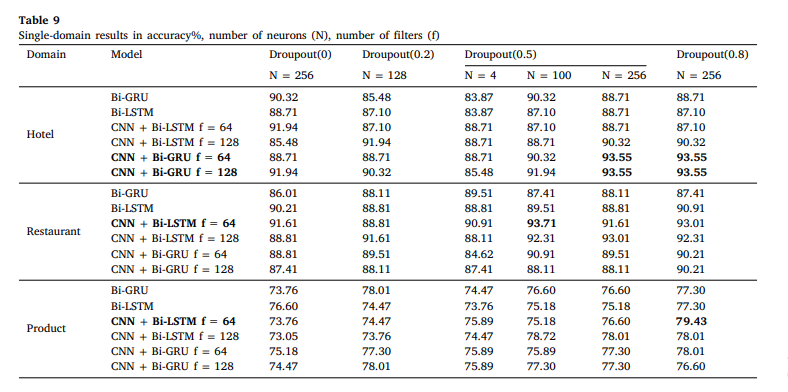 Table 9
Single-domain results in accuracy%, number of neurons (N), number of filters (f)
Domain Model Droupout(0) Droupout(0.2) Droupout(0.5) Droupout(0.8)
N = 256 N = 128 N = 4 N = 100 N = 256 N = 256
Hotel
Bi-GRU 90.32 85.48 83.87 90.32 88.71 88.71
Bi-LSTM 88.71 87.10 83.87 87.10 88.71 87.10
CNN + Bi-LSTM f = 64 91.94 87.10 88.71 87.10 88.71 87.10
CNN + Bi-LSTM f = 128 85.48 91.94 88.71 88.71 90.32 90.32
CNN + Bi-GRU f = 64 88.71 88.71 88.71 90.32 93.55 93.55
CNN + Bi-GRU f = 128 91.94 90.32 85.48 91.94 93.55 93.55
Restaurant
Bi-GRU 86.01 88.11 89.51 87.41 88.11 87.41
Bi-LSTM 90.21 88.81 88.81 89.51 88.81 90.91
CNN + Bi-LSTM f = 64 91.61 88.81 90.91 93.71 91.61 93.01
CNN + Bi-LSTM f = 128 88.81 91.61 88.11 92.31 93.01 92.31
CNN + Bi-GRU f = 64 88.81 89.51 84.62 90.91 89.51 90.21
CNN + Bi-GRU f = 128 87.41 88.11 87.41 88.11 88.11 90.21
Product
Bi-GRU 73.76 78.01 74.47 76.60 76.60 77.30
Bi-LSTM 76.60 74.47 73.76 75.18 75.18 77.30
CNN + Bi-LSTM f = 64 73.76 74.47 75.89 75.18 76.60 79.43
CNN + Bi-LSTM f = 128 73.05 73.76 74.47 78.72 78.01 78.01
CNN + Bi-GRU f = 64 75.18 77.30 75.89 75.89 77.30 78.01
CNN + Bi-GRU f = 128 74.47 78.01 75.89 77.30 77.30 76.60